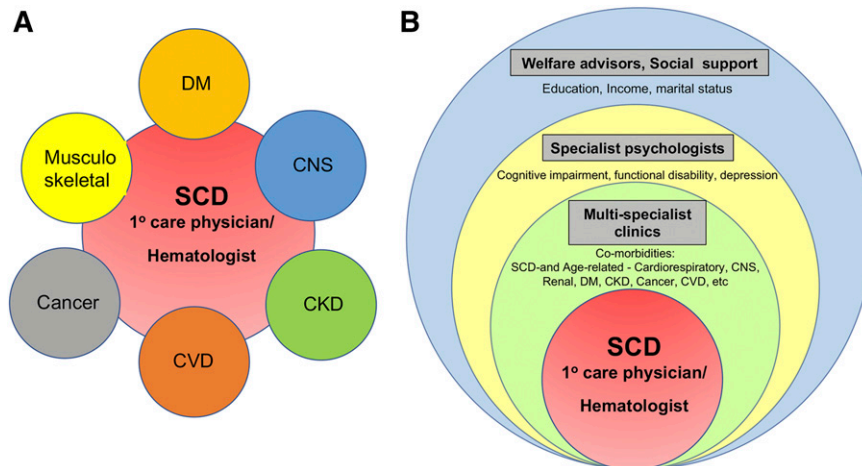 A
DM
CNS
CKD
CVD
Cancer
Musculo
skeletal
SCD
1º care physician/
Hematologist
B
Welfare advisors, Social support
Education, Income, marital status
Specialist psychologists
Cognitive impairment, functional disability, depression
Multi-specialist
clinics
Co-morbidities:
SCD-and Age-related - Cardiorespiratory, CNS,
Renal, DM, CKD, Cancer, CVD, etc
SCD
1º care physician/
Hematologist